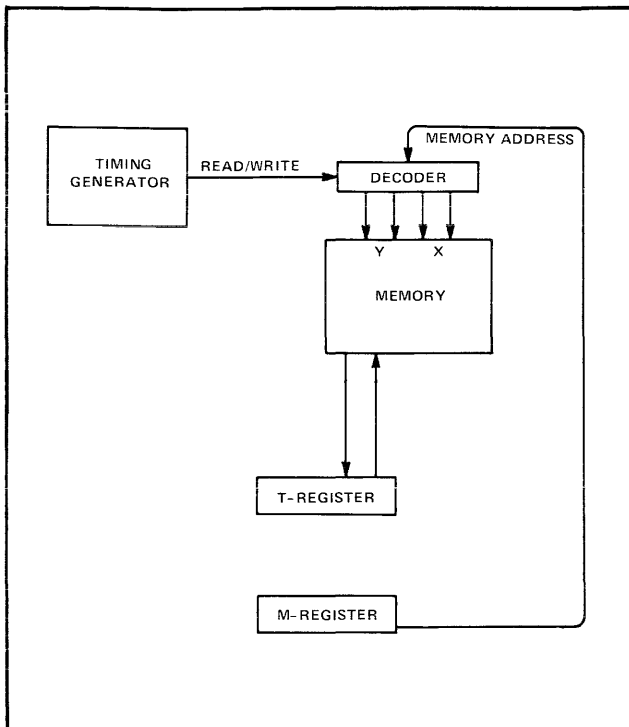 MEMORY ADDRESS
TIMING
GENERATOR
READ/WRITE
DECODER
Y X
MEMORY
T-REGISTER
M-REGISTER